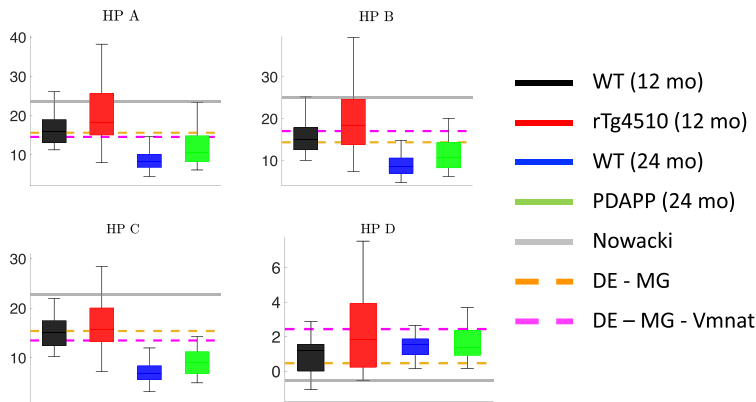 HP A
40
30
20
10
HP B
30
20
10
HP C
30
20
10
HP D
6
4
2
0
WT (12 mo)
rTg4510 (12 mo)
WT (24 mo)
PDAPP (24 mo)
Nowacki
DE - MG
DE – MG - Vmnat